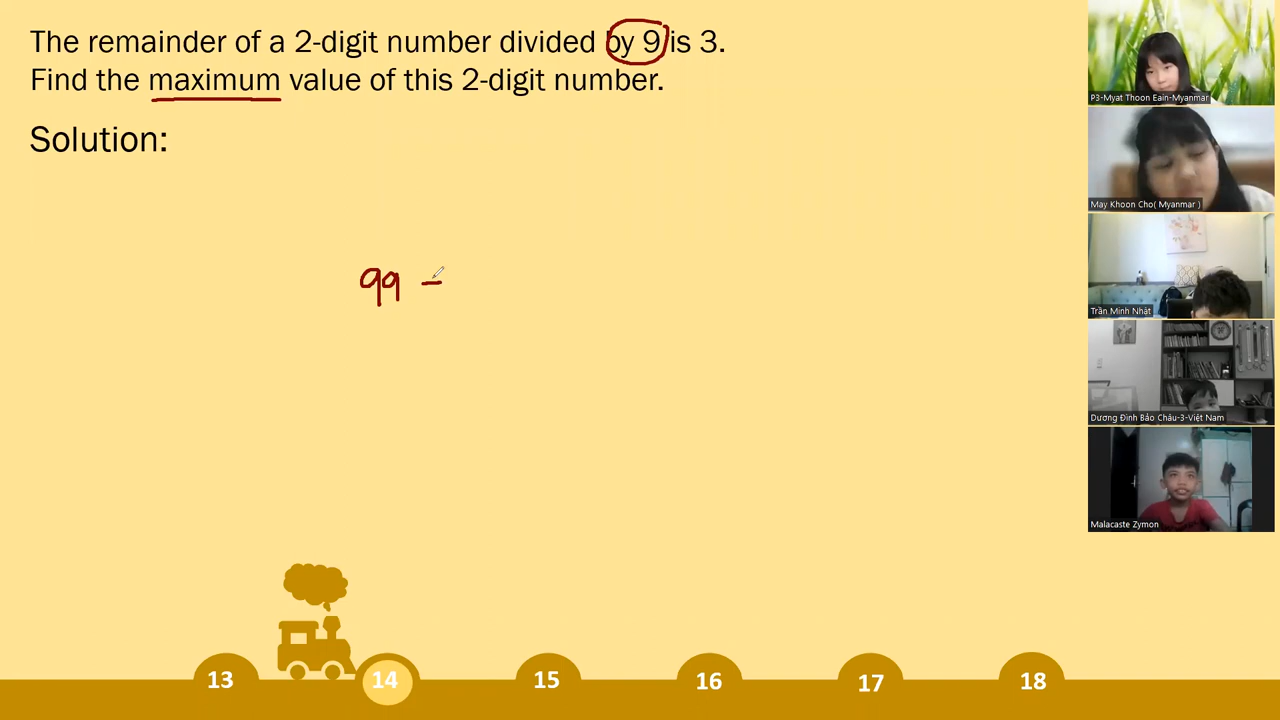 The remainder of a 2-digit number divided by 9 is 3.
Find the maximum value of this 2-digit number.
Solution:
99 -
P3-Myat Thoon Eain-Myanmar
May Khoon Cho( Myanmar )
Trần Minh Nhật
Dương Đình Bảo Châu-3-Việt Nam
Malacaste Zymon
13 14 15 16 17 18